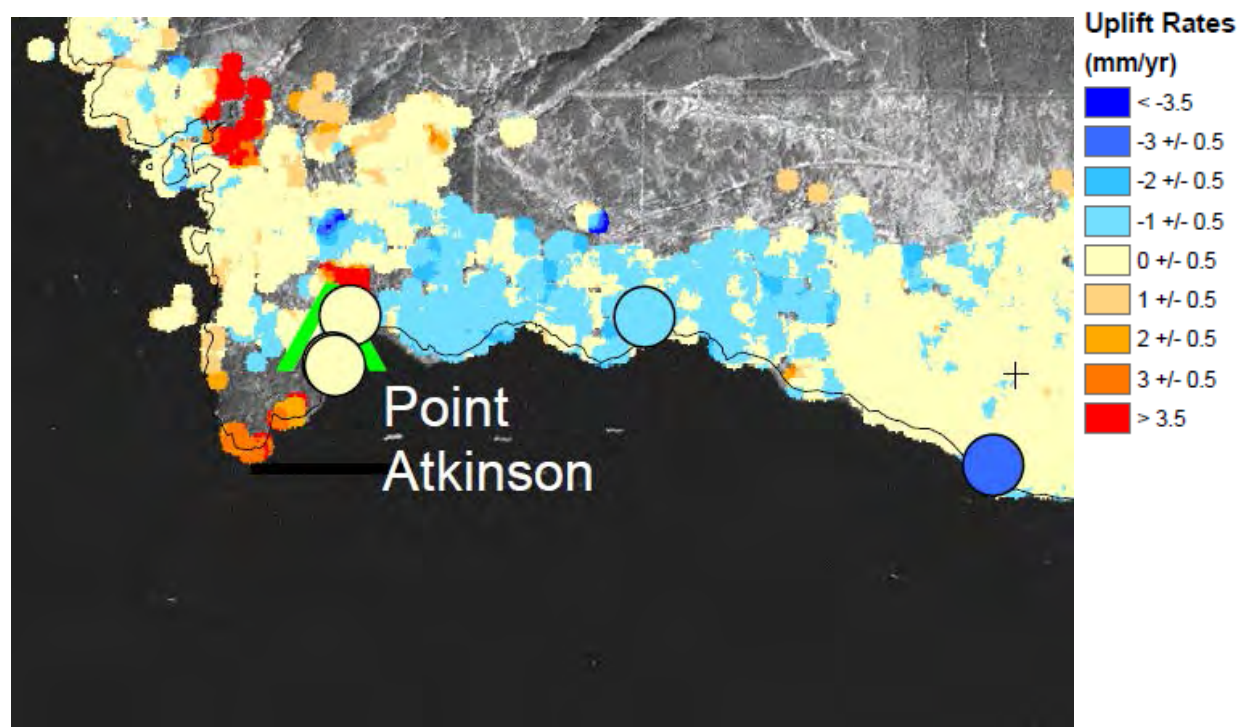 Uplift Rates
(mm/yr)
< -3.5
-3 +/- 0.5
-2 +/- 0.5
-1 +/- 0.5
0 +/- 0.5
1 +/- 0.5
2 +/- 0.5
3 +/- 0.5
> 3.5
Point
Atkinson